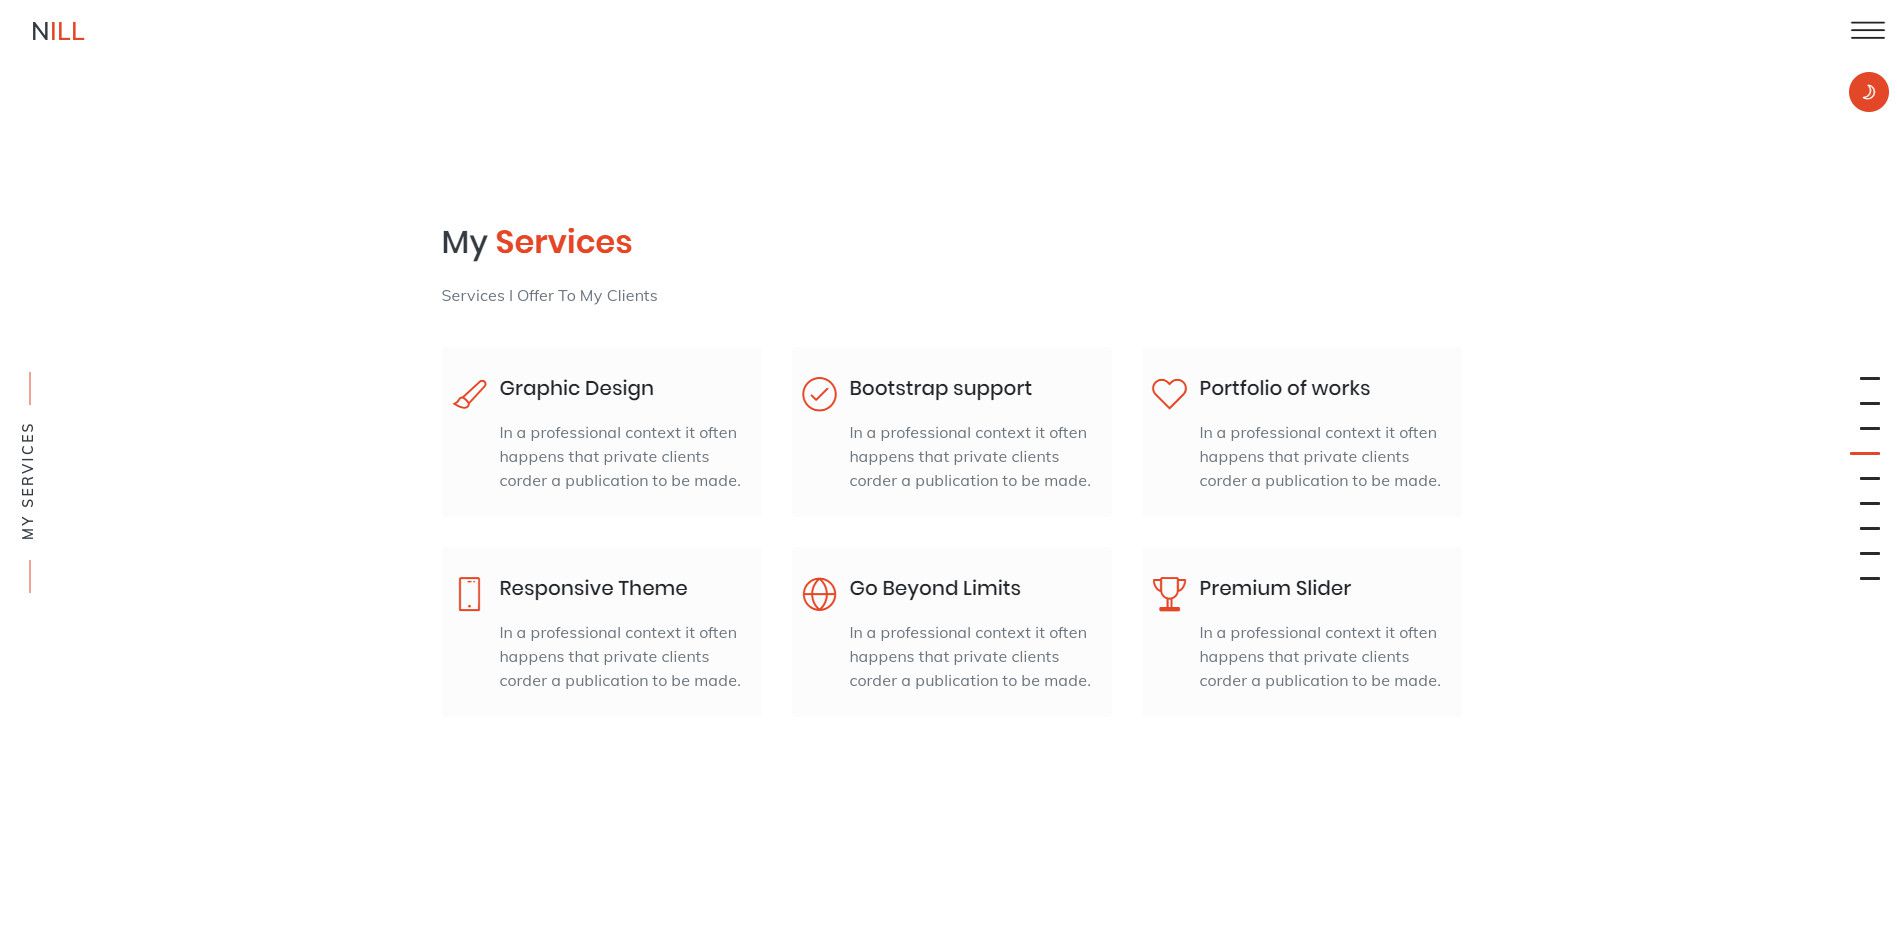 NILL
My Services
Services I Offer To My Clients
MY SERVICES
Graphic Design
In a professional context it often
happens that private clients
corder a publication to be made.
Bootstrap support
In a professional context it often
happens that private clients
corder a publication to be made.
Portfolio of works
In a professional context it often
happens that private clients
corder a publication to be made.
Responsive Theme
In a professional context it often
happens that private clients
corder a publication to be made.
Go Beyond Limits
In a professional context it often
happens that private clients
corder a publication to be made.
Premium Slider
In a professional context it often
happens that private clients
corder a publication to be made.